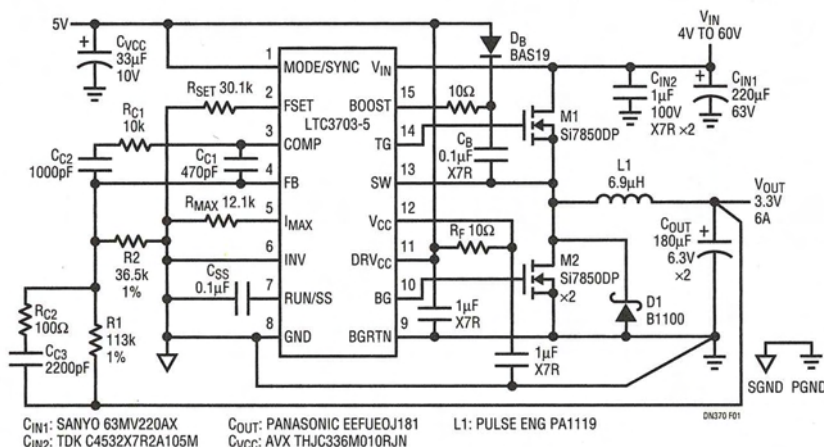 5V
CVCC
33µF
10V
DB
BAS19
VIN
4V TO 60V
1
MODE/SYNC
VIN
RSET 30.1k
2
FSET
15
BOOST
10Ω
CIN2
1µF
100V
X7R ×2
CIN1
220µF
63V
LTC3703-5
RC1
10k
3
COMP
14
TG
M1
Si7850DP
CC2
1000pF
CC1
470pF
4
FB
13
SW
CB
0.1µF
X7R
L1
6.9µH
VOUT
3.3V
6A
RMAX 12.1k
5
IMAX
12
VCC
RF 10Ω
COUT
180µF
6.3V
×2
R2
36.5k
1%
6
INV
11
DRVCC
M2
Si7850DP
×2
CSS
0.1µF
7
RUN/SS
10
BG
RC2
100Ω
R1
113k
1%
8
GND
9
BGRTN
1µF
X7R
D1
B1100
CC3
2200pF
1µF
X7R
SGND PGND
DN370 F01
CIN1: SANYO 63MV220AX COUT: PANASONIC EEFUEOJ181 L1: PULSE ENG PA1119
CIN2: TDK C4532X7R2A105M CVCC: AVX THJC336M010RJN